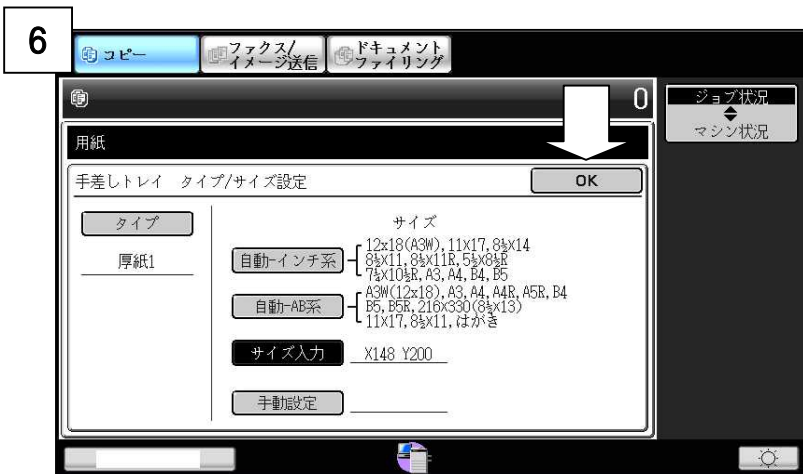 6
コピー
ファクス/
イメージ送信
ドキュメント
ファイリング
0
ジョブ状況
マシン状況
用紙
手差しトレイ タイプ/サイズ設定
OK
タイプ
厚紙1
サイズ
自動-インチ系
12x18(A3W),11X17,8½X14
8½X11,8½X11R,5½X8½R
7¼X10½R,A3,A4,B4,B5
自動-AB系
A3W(12x18),A3,A4,A4R,A5R,B4
B5,B5R,216x330(8½x13)
11X17,8½X11,はがき
サイズ入力
X148 Y200
手動設定